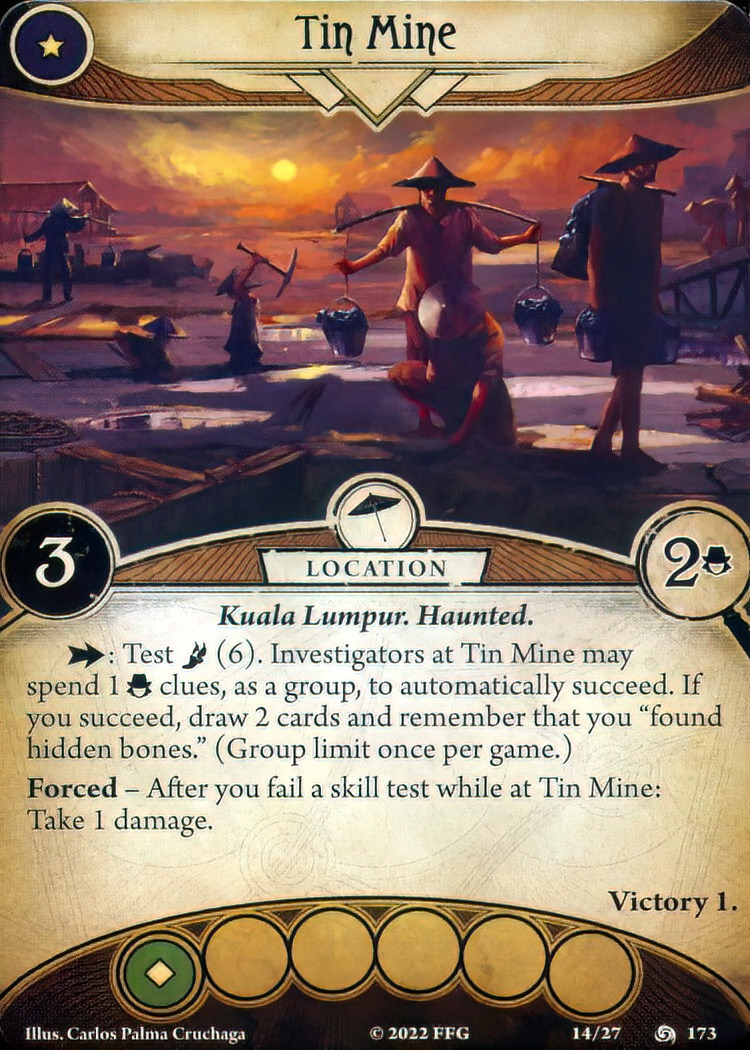 Tin Mine
3
LOCATION
2
Kuala Lumpur. Haunted.
: Test (6). Investigators at Tin Mine may
spend 1 clues, as a group, to automatically succeed. If
you succeed, draw 2 cards and remember that you “found
hidden bones.” (Group limit once per game.)
Forced – After you fail a skill test while at Tin Mine:
Take 1 damage.
Victory 1.
Illus. Carlos Palma Cruchaga © 2022 FFG 14/27 173